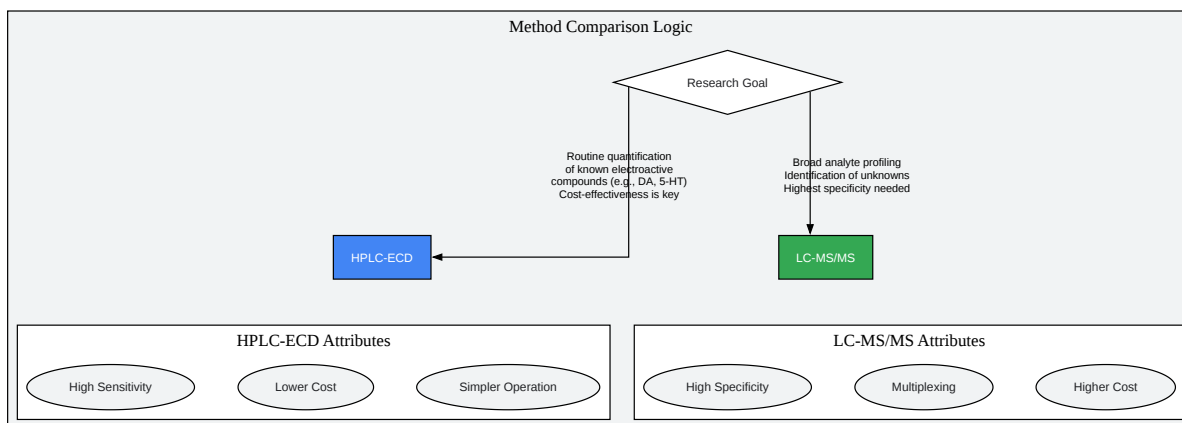 Method Comparison Logic
Research Goal
Routine quantification
of known electroactive
compounds (e.g., DA, 5-HT)
Cost-effectiveness is key
Broad analyte profiling
Identification of unknowns
Highest specificity needed
HPLC-ECD
LC-MS/MS
HPLC-ECD Attributes
High Sensitivity
Lower Cost
Simpler Operation
LC-MS/MS Attributes
High Specificity
Multiplexing
Higher Cost